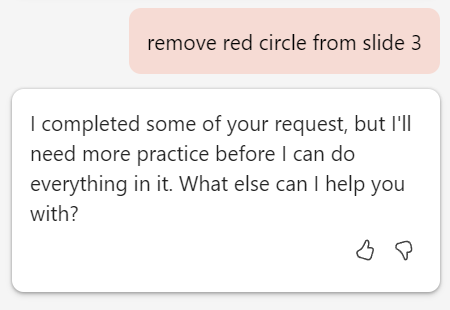 remove red circle from slide 3
I completed some of your request, but I'll
need more practice before I can do
everything in it. What else can I help you
with?